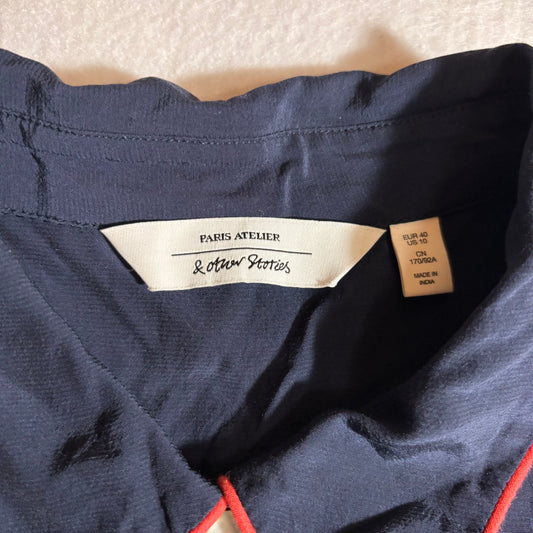 PARIS ATELIER
& other Stories
EUR 40
US 10
CN
170/92A
MADE IN
INDIA